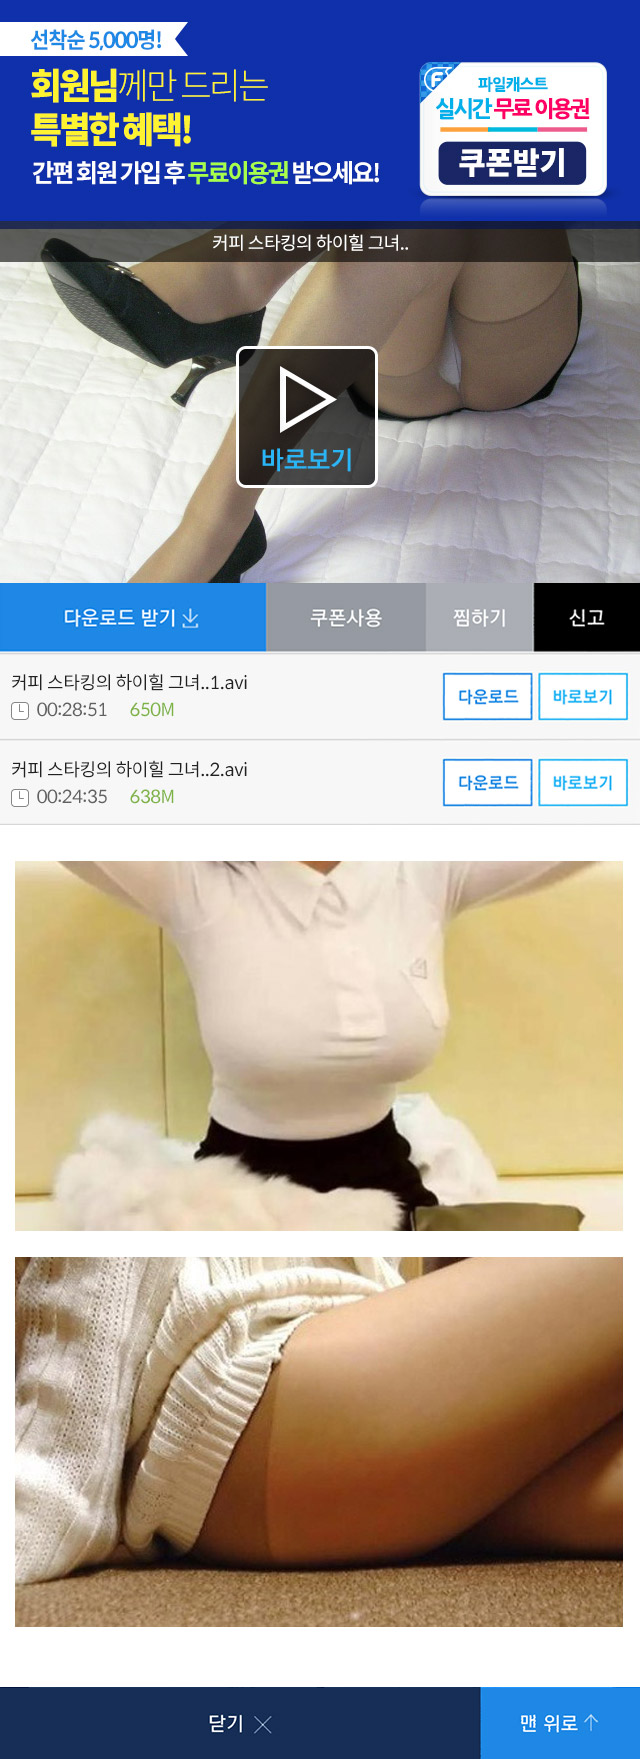 선착순 5,000명!
회원님께만 드리는
특별한 혜택!
간편 회원 가입 후 무료이용권 받으세요!
파일캐스트
실시간 무료 이용권
쿠폰받기
커피 스타킹의 하이힐 그녀..
바로보기
다운로드 받기 쿠폰사용 찜하기 신고
커피 스타킹의 하이힐 그녀..1.avi
00:28:51 650M
다운로드 바로보기
커피 스타킹의 하이힐 그녀..2.avi
00:24:35 638M
다운로드 바로보기
닫기 맨 위로